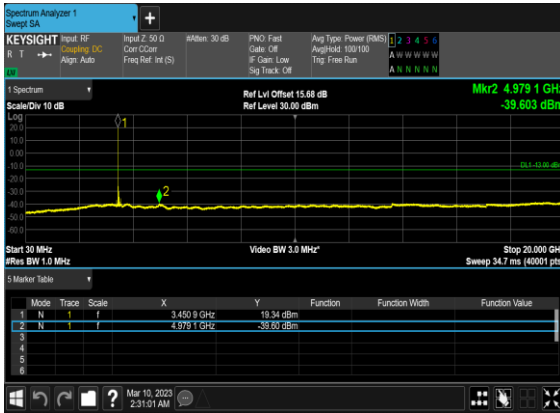 Spectrum Analyzer 1
Swept SA
+
KEYSIGHT Input: RF Input Z: 50 Ω #Atten: 30 dB PNO: Fast Avg Type: Power (RMS) 1 2 3 4 5 6
R T Coupling: DC Corr CCorr Gate: Off Avg|Hold: 100/100 A W W W W W
Align: Auto Freq Ref: Int (S) IF Gain: Low Trig: Free Run
Sig Track: Off A N N N N N
1 Spectrum Ref Lvl Offset 15.68 dB Mkr2 4.979 1 GHz
Scale/Div 10 dB Ref Level 30.00 dBm -39.603 dBm
Log
20.0
10.0
0.00
-10.0
-20.0
-30.0
-40.0
-50.0
-60.0
1
2
DL1 -13.00 dBm
Start 30 MHz Video BW 3.0 MHz* Stop 20.000 GHz
#Res BW 1.0 MHz Sweep 34.7 ms (40001 pts)
5 Marker Table
Mode Trace Scale X Y Function Function Width Function Value
1 N 1 f 3.450 9 GHz 19.34 dBm
2 N 1 f 4.979 1 GHz -39.60 dBm
3
4
5
6
? Mar 10, 2023
2:31:01 AM